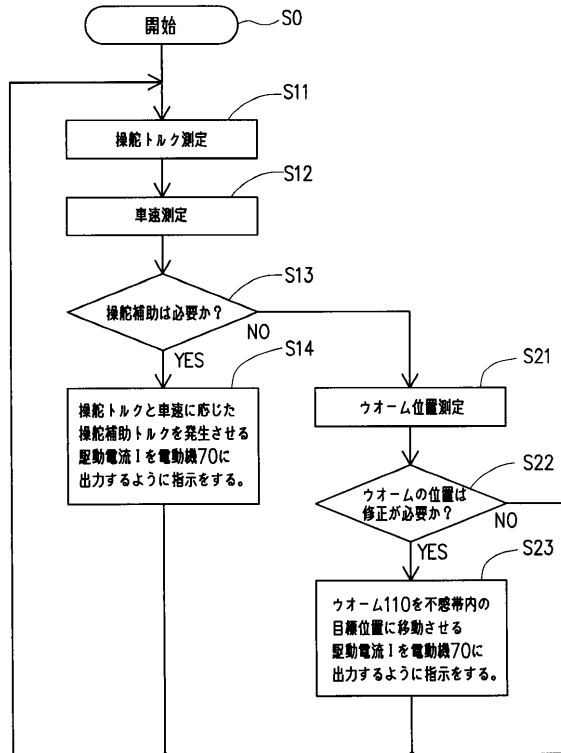 開始
S0
S11
操舵トルク測定
S12
車速測定
S13
操舵補助は必要か?
NO
YES
S14
操舵トルクと車速に応じた
操舵補助トルクを発生させる
駆動電流Iを電動機70に
出力するように指示をする。
S21
ウオーム位置測定
S22
ウオームの位置は
修正が必要か?
NO
YES
S23
ウオーム110を不感帯内の
目標位置に移動させる
駆動電流Iを電動機70に
出力するように指示をする。